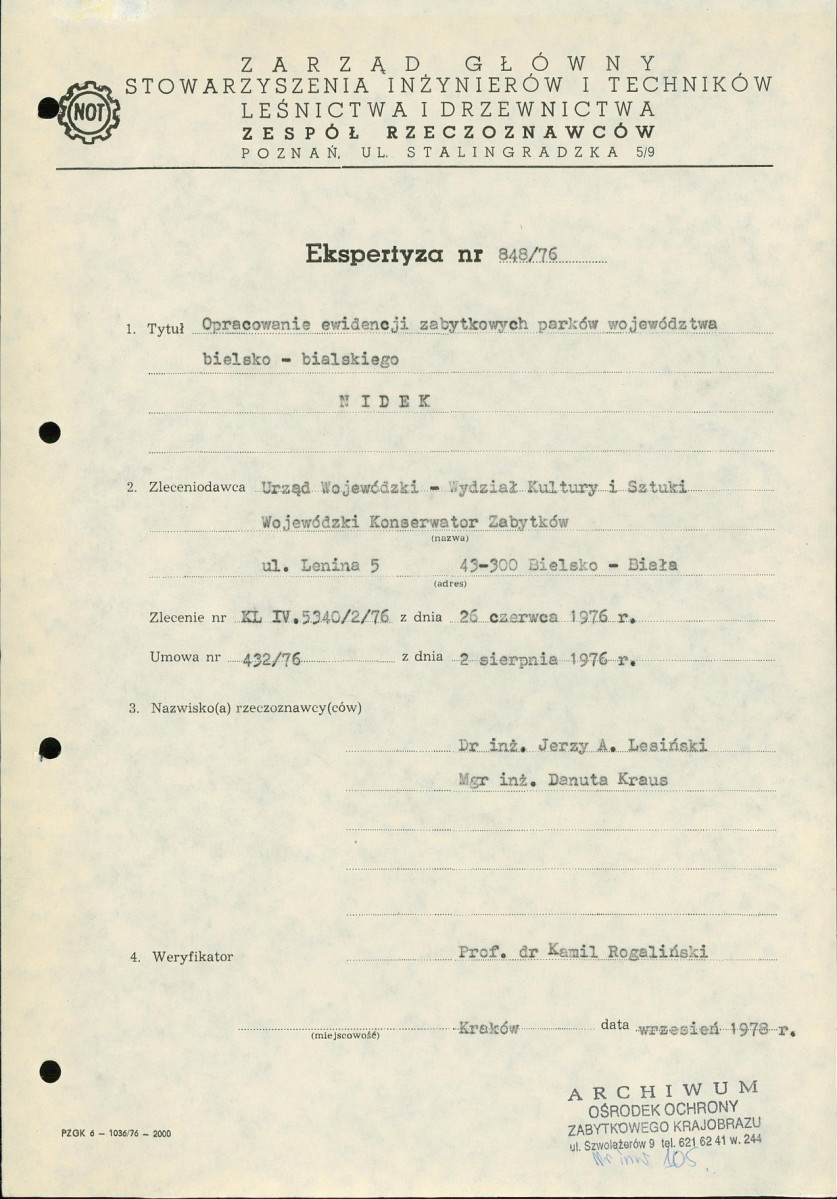 ZARZĄD GŁÓWNY
STOWARZYSZENIA INŻYNIERÓW I TECHNIKÓW
LEŚNICTWA I DRZEWNICTWA
ZESPÓŁ RZECZOZNAWCÓW
POZNAŃ, UL. STALINGRADZKA 5/9
NOT
Ekspertyza nr 848/76
1. Tytuł Opracowanie ewidencji zabytkowych parków województwa
bielsko - bialskiego
NIDEK
2. Zleceniodawca Urząd Wojewódzki - Wydział Kultury i Sztuki
Wojewódzki Konserwator Zabytków
(nazwa)
ul. Lenina 5 43-300 Bielsko - Biała
(adres)
Zlecenie nr KL IV.5340/2/76 z dnia 26 czerwca 1976 r.
Umowa nr 432/76 z dnia 2 sierpnia 1976 r.
3. Nazwisko(a) rzeczoznawcy(ców)
Dr inż. Jerzy A. Lesiński
Mgr inż. Danuta Kraus
4. Weryfikator Prof. dr Kamil Rogaliński
Kraków data wrzesień 1978 r.
(miejscowość)
ARCHIWUM
OŚRODEK OCHRONY
ZABYTKOWEGO KRAJOBRAZU
ul. Szwoleżerów 9 tel. 621 62 41 w. 244
Nr inw 105
PZGK 6 — 1036/76 — 2000